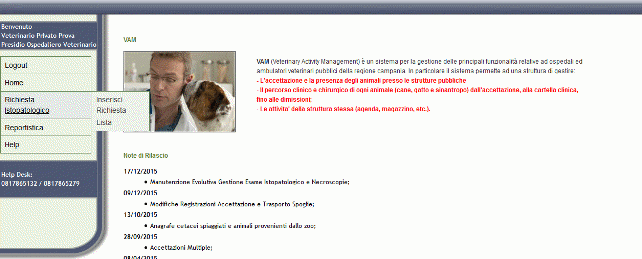 Benvenuto
Veterinario Privato Prova
Presidio Ospedaliero Veterinario
Logout
Home
Richiesta
Istopatologico
Inserisci
Richiesta
Lista
Reportistica
Help
Help Desk:
0817865132 / 0817865279
VAM
VAM (Veterinary Activity Management) è un sistema per la gestione delle principali funzionalità relative ad ospedali ed
ambulatori veterinari pubblici della regione campania. In particolare il sistema permette ad una struttura di gestire:
- L'accettazione e la presenza degli animali presso le strutture pubbliche
- Il percorso clinico e chirurgico di ogni animale (cane, gatto e sinantropo) dall'accettazione, alla cartella clinica,
fino alle dimissioni;
- Le attivita' della struttura stessa (agenda, magazzino, etc.).
Note di Rilascio
17/12/2015
• Manutenzione Evolutiva Gestione Esame Istopatologico e Necroscopie;
09/12/2015
• Modifiche Registrazioni Accettazione e Trasporto Spoglie;
13/10/2015
• Anagrafe cetacei spiaggiati e animali provenienti dallo zoo;
28/09/2015
• Accettazioni Multiple;
08/04/2015